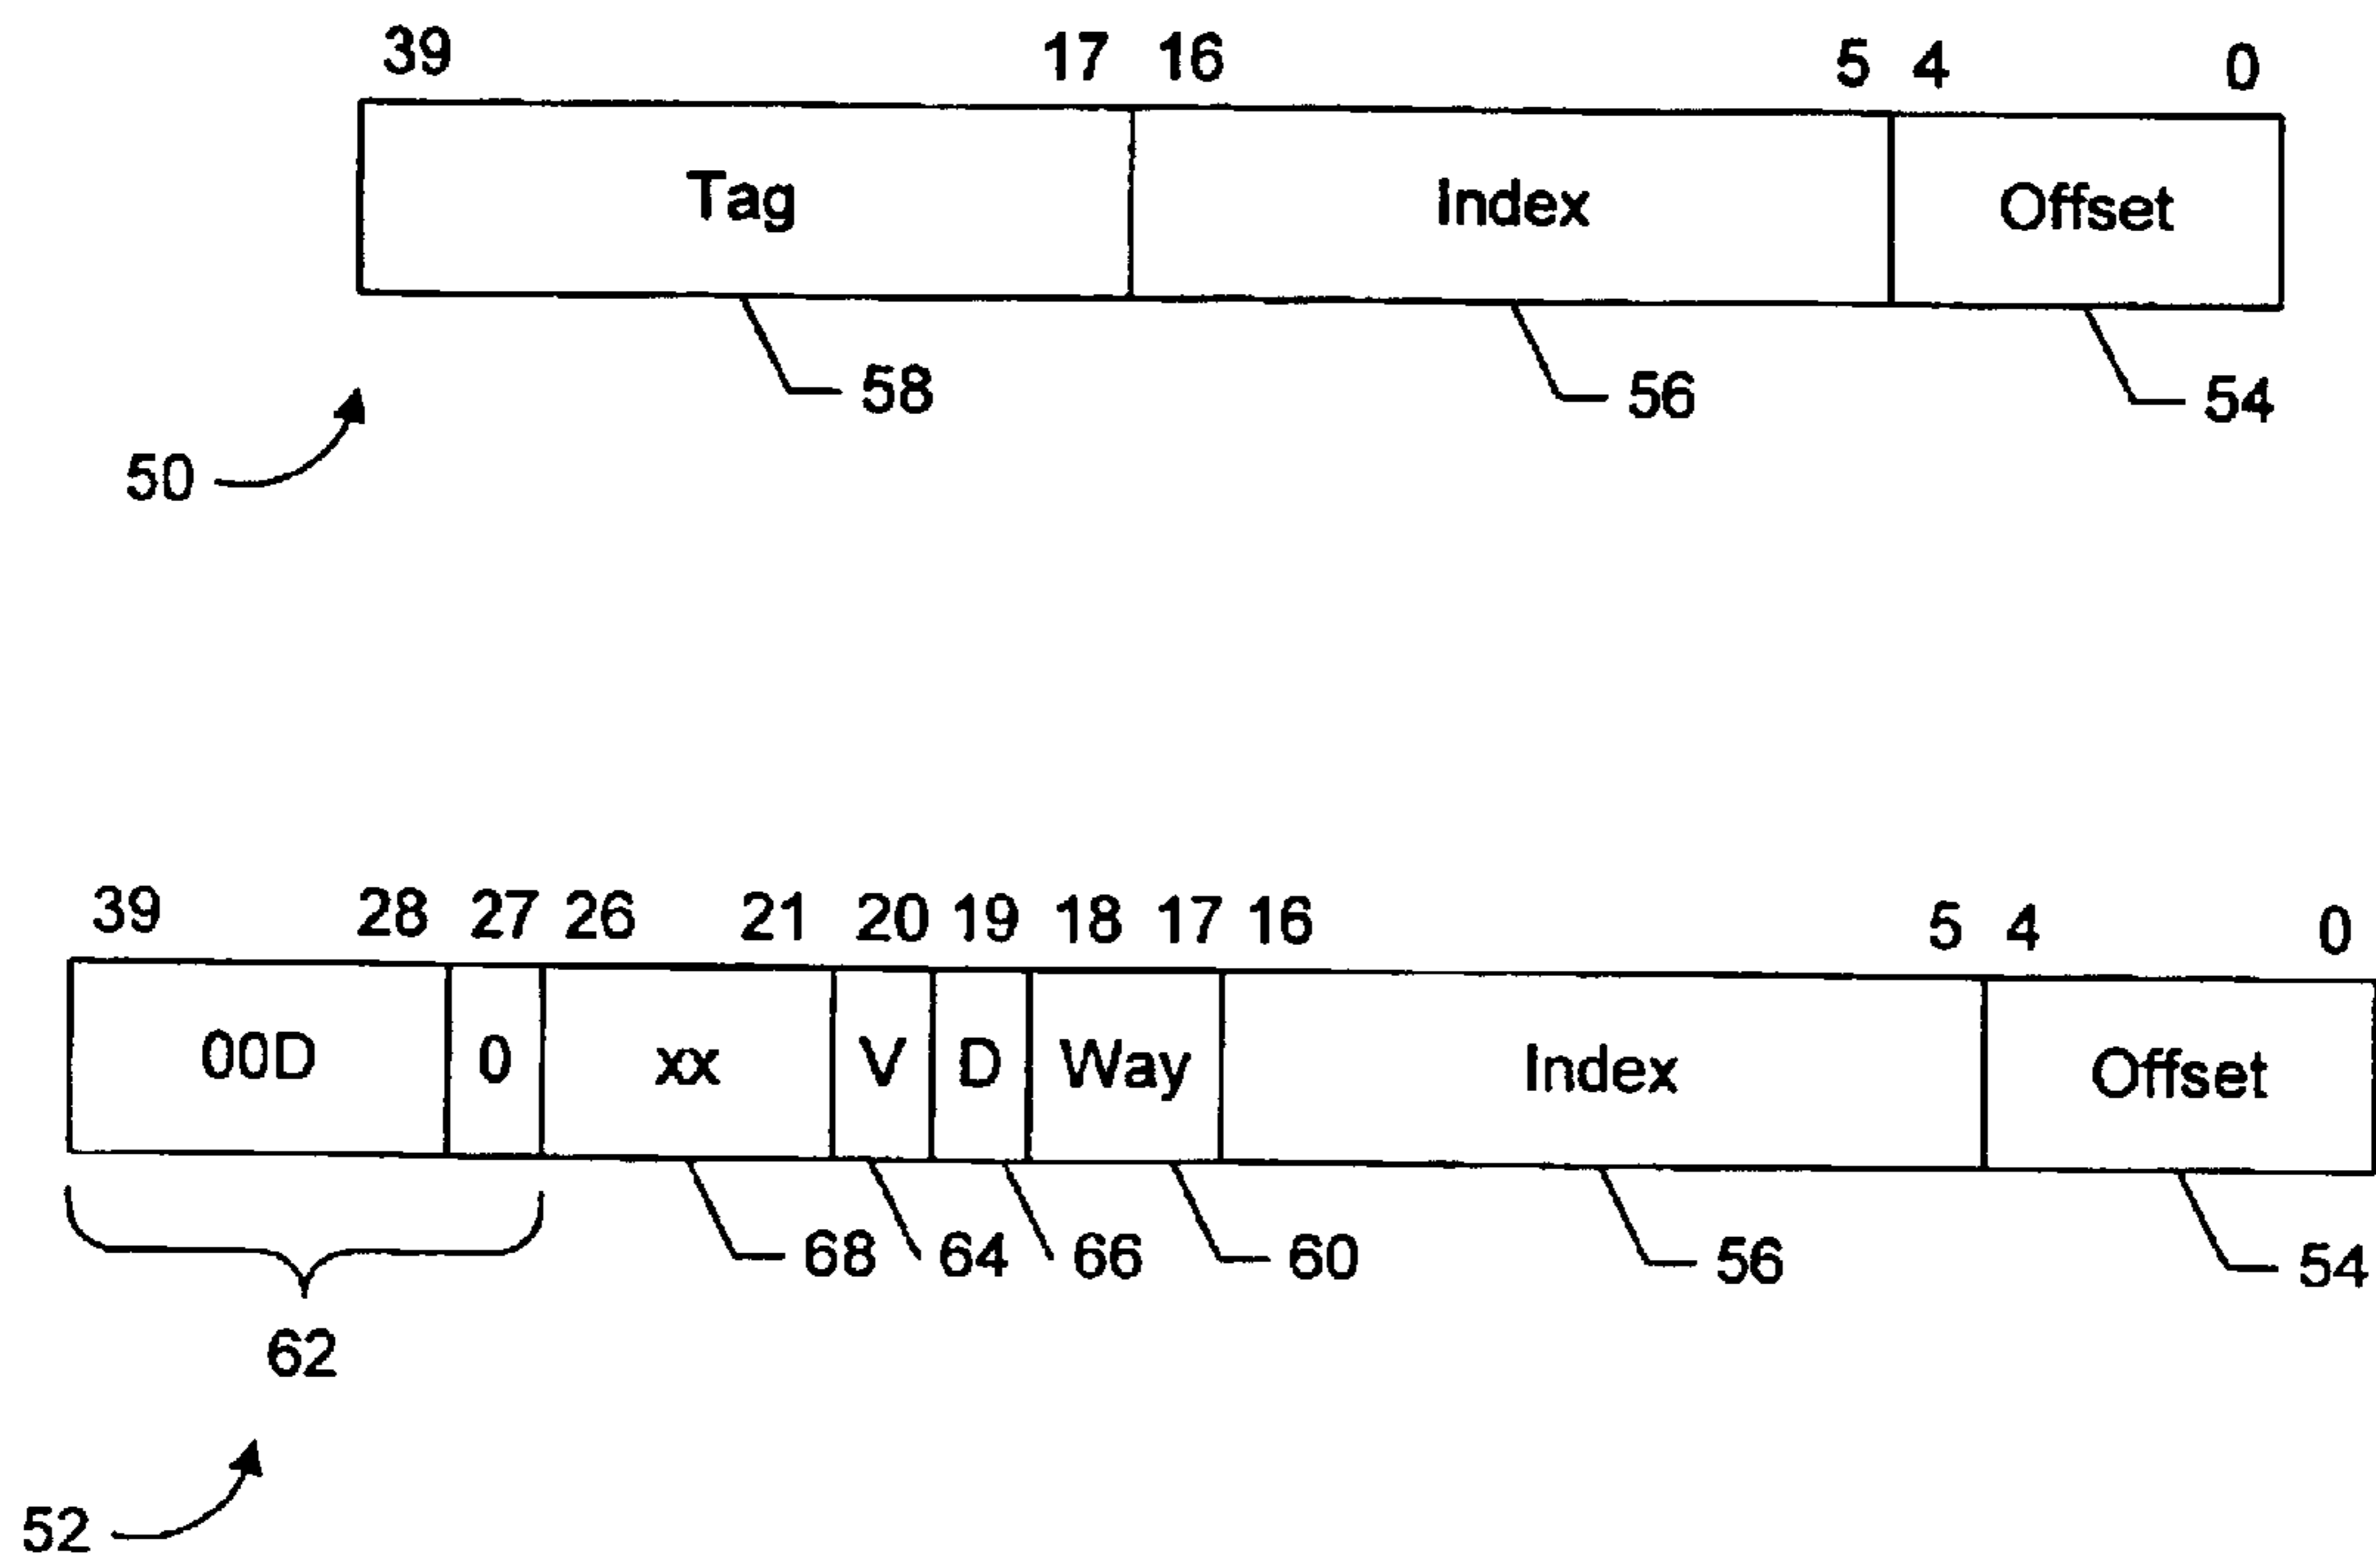 39 17 16 5 4 0
Tag Index Offset
58 56 54
50
39 28 27 26 21 20 19 18 17 16 5 4 0
00D 0 xx V D Way Index Offset
68 64 66 60 56 54
62
52